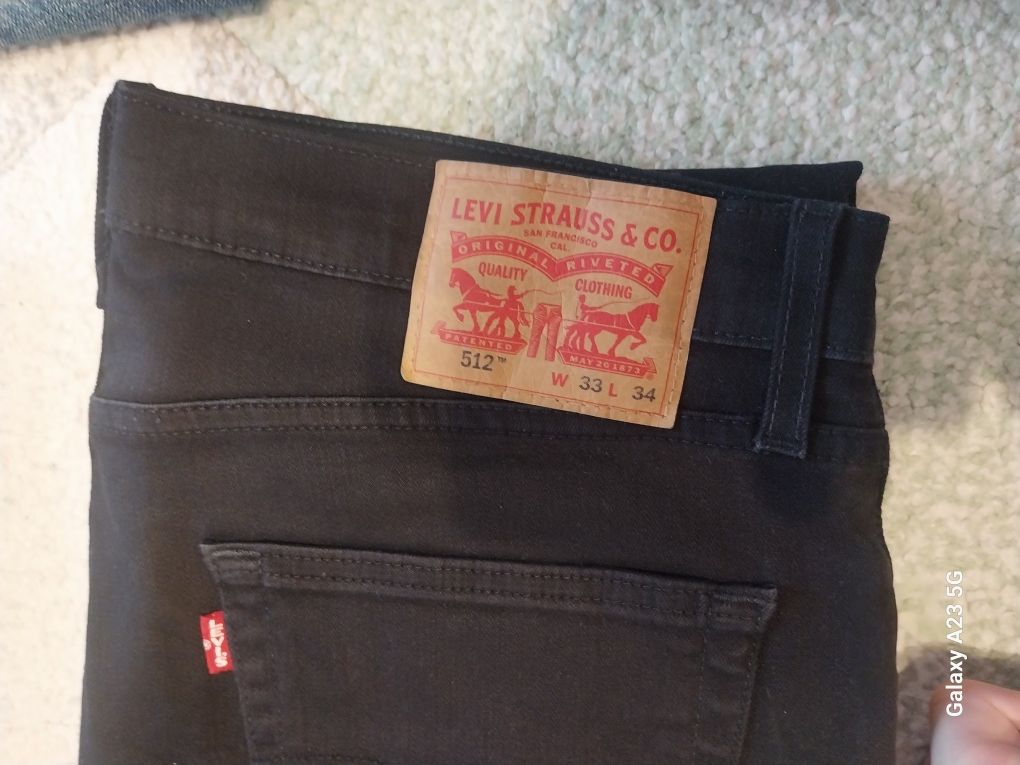 LEVI STRAUSS & CO.
SAN FRANCISCO
CAL.
ORIGINAL RIVETED
QUALITY CLOTHING
PATENTED MAY 20 1873
512™
W 33 L 34
LEVI'S
Galaxy A23 5G